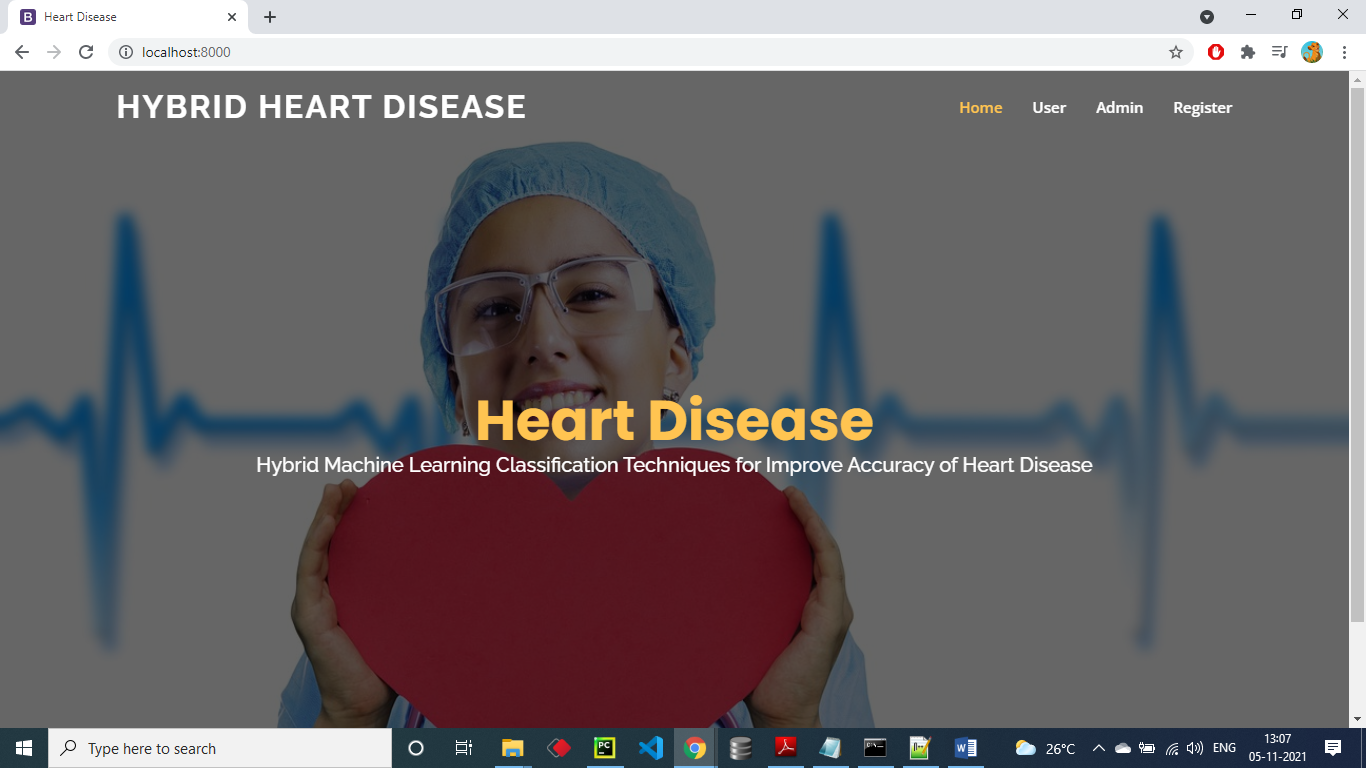 Heart Disease
localhost:8000
HYBRID HEART DISEASE
Home User Admin Register
Heart Disease
Hybrid Machine Learning Classification Techniques for Improve Accuracy of Heart Disease
Type here to search
PC
26°C
ENG
13:07
05-11-2021